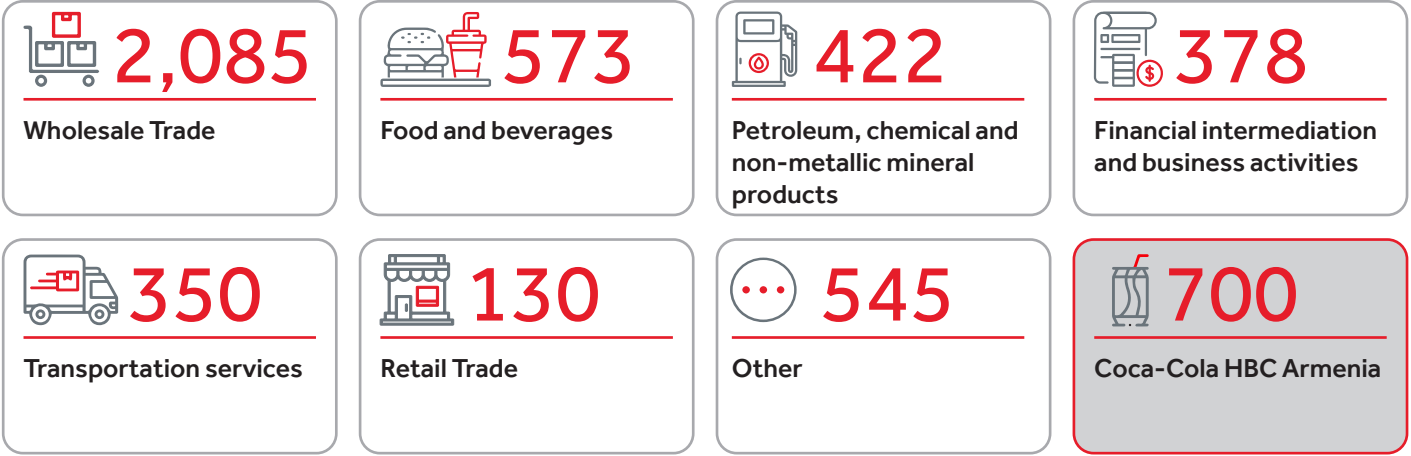 2,085
Wholesale Trade
573
Food and beverages
422
Petroleum, chemical and
non-metallic mineral
products
$ 378
Financial intermediation
and business activities
350
Transportation services
130
Retail Trade
545
Other
700
Coca-Cola HBC Armenia